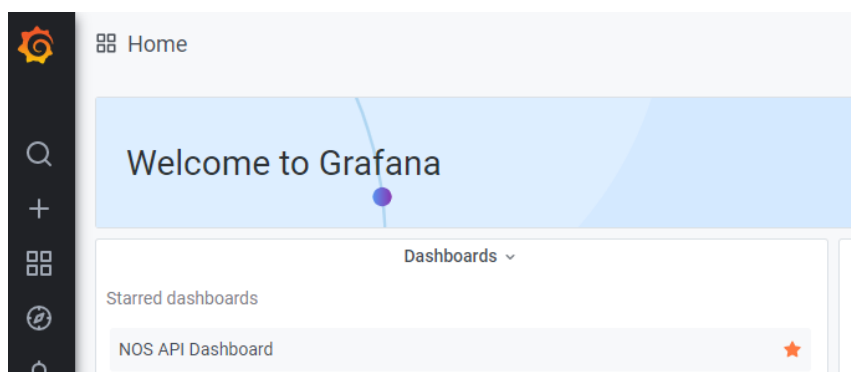 Home
Welcome to Grafana
Dashboards
Starred dashboards
NOS API Dashboard